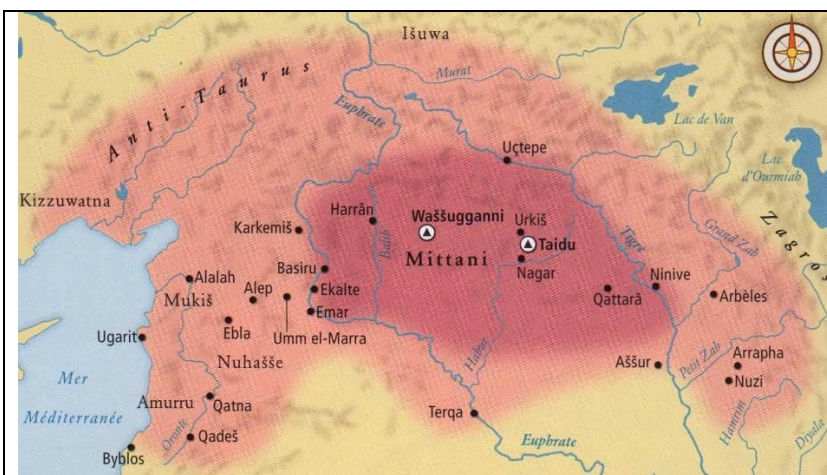 Išuwa
Murat
Anti-Taurus
Euphrate
Lac de Van
Uçtepe
Lac
d'Ourmiah
Kizzuwatna
Harrân
Waššugganni
Urkiš
Taidu
Karkemiš
Balih
Tigre
Grand Zab
Zagros
Mittani
Nagar
Basiru
Alalah
Mukiš
Alep
Ekalte
Qattarâ
Ninive
Arbèles
Emar
Ebla
Umm el-Marra
Ugarit
Nuhašše
Habur
Aššur
Petit Zab
Arrapha
Nuzi
Mer
Méditerranée
Amurru
Qatna
Terqa
Oronte
Qadeš
Hamrim
Diyala
Byblos
Euphrate